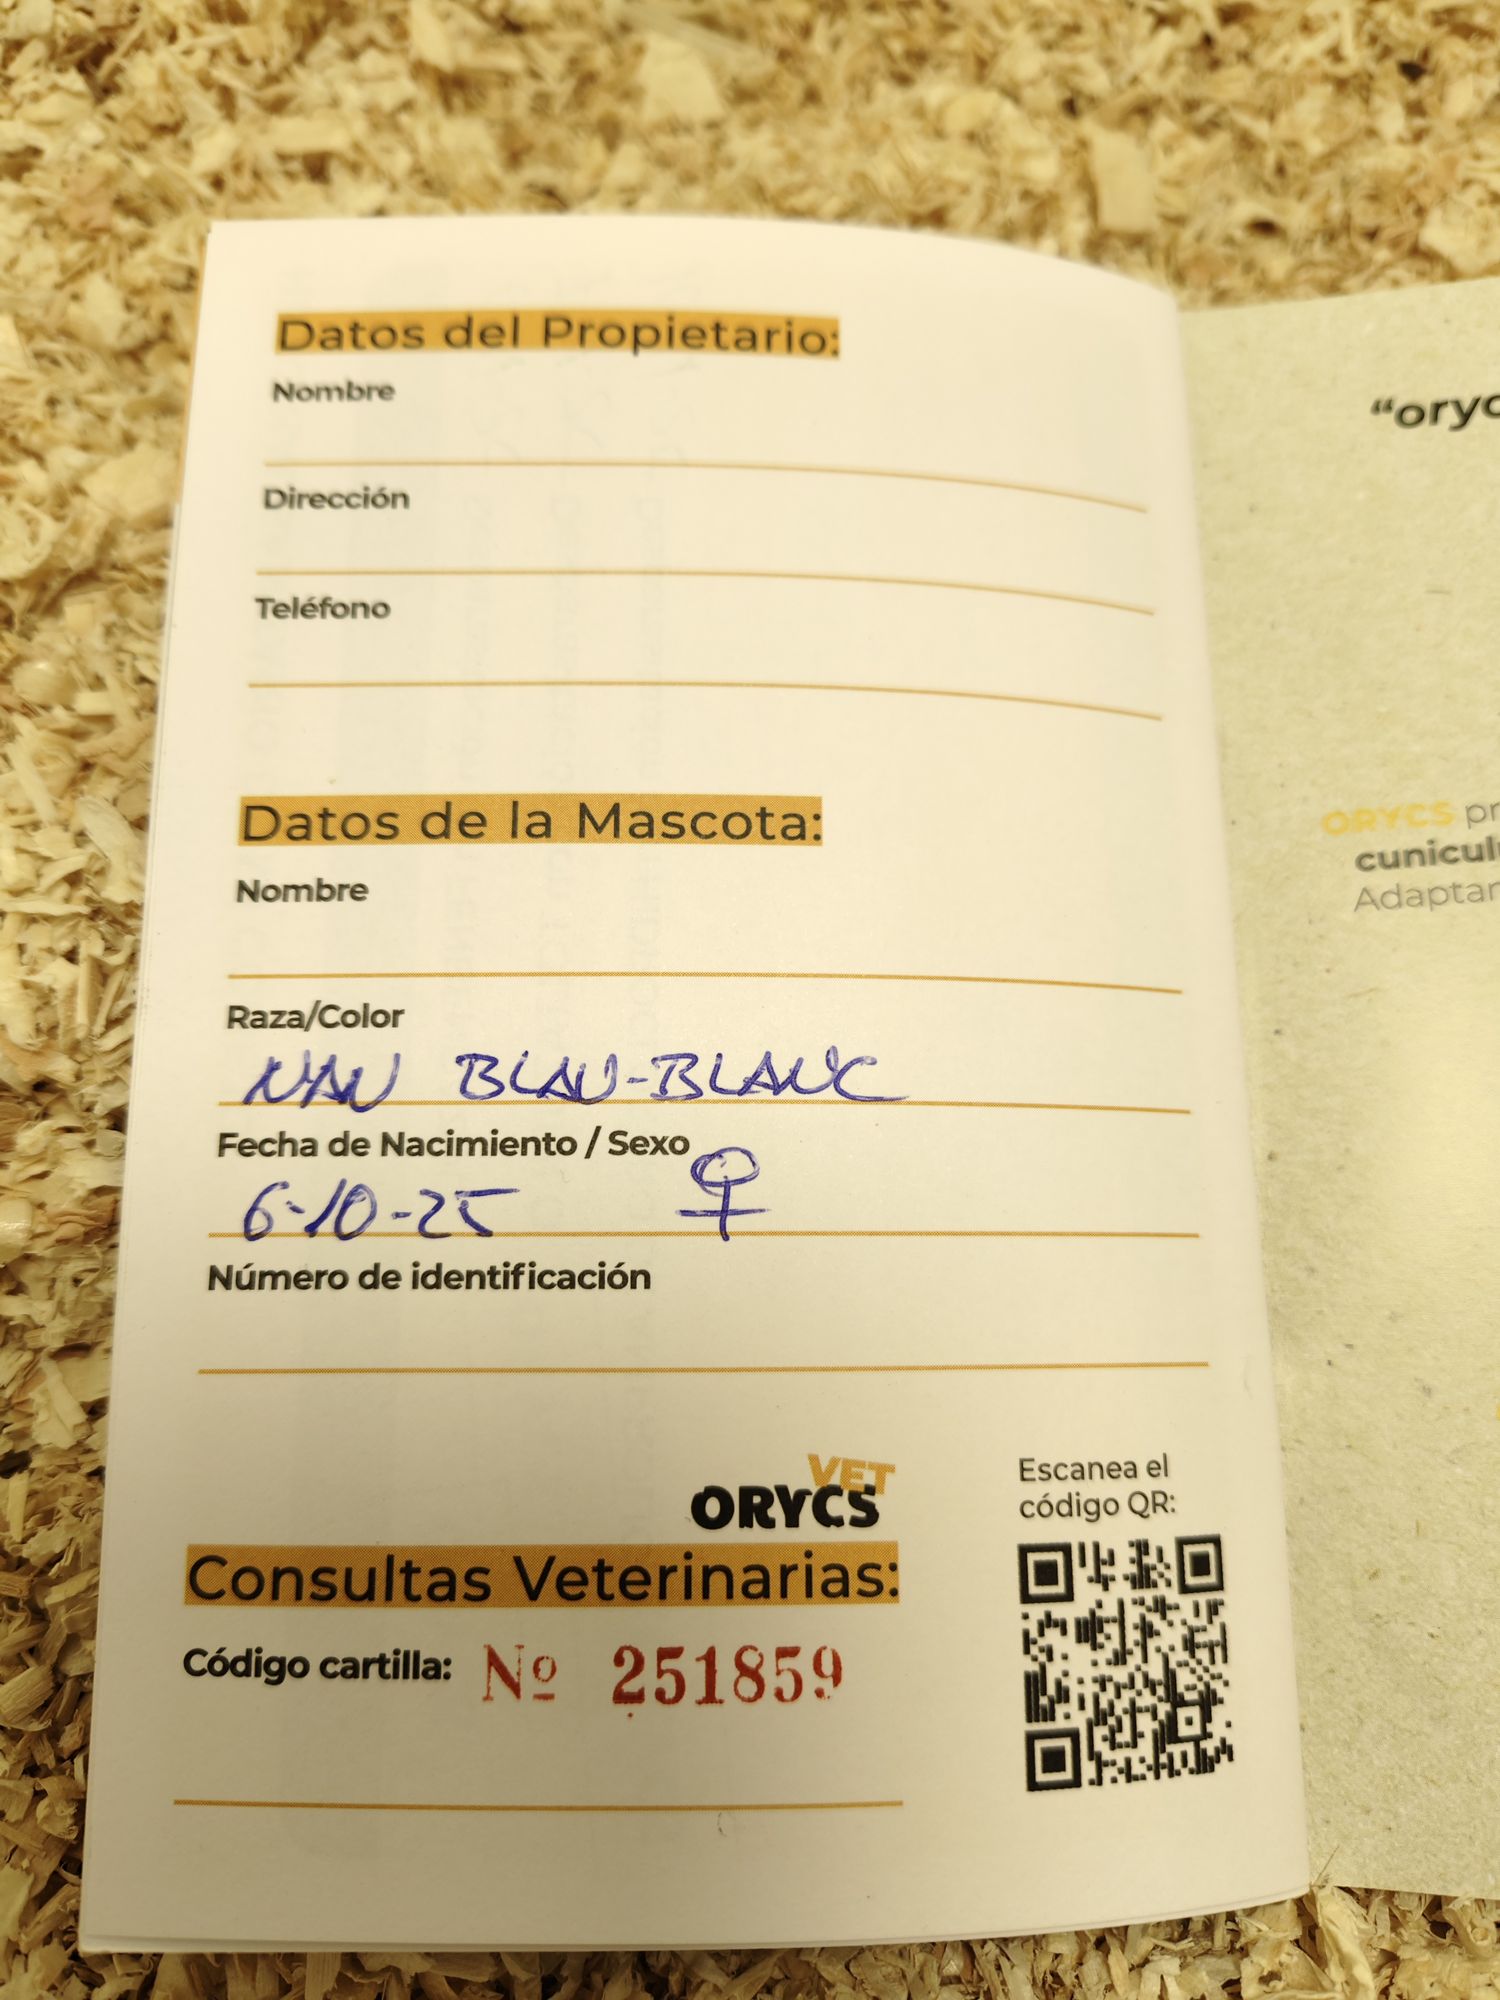 Datos del Propietario:
Nombre
Dirección
Teléfono
Datos de la Mascota:
Nombre
Raza/Color
NAN BLAU-BLANC
Fecha de Nacimiento / Sexo
6-10-25 ♀
Número de identificación
VET
ORYCS
Consultas Veterinarias:
Código cartilla: Nº 251859
Escanea el
código QR:
"oryc
ORYCS pr
cunicul
Adaptan